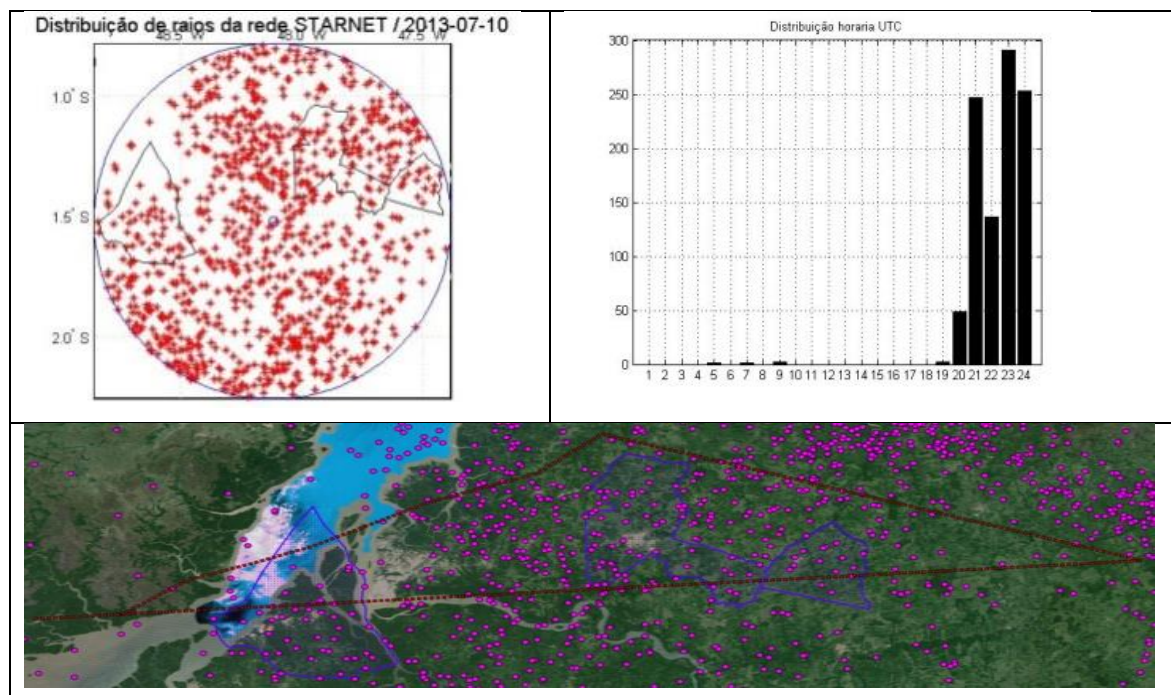 Distribuição de raios da rede STARNET / 2013-07-10
48.5° W 48.0° W 47.5° W
1.0° S
1.5° S
2.0° S
Distribuição horaria UTC
300
250
200
150
100
50
0
1 2 3 4 5 6 7 8 9 10 11 12 13 14 15 16 17 18 19 20 21 22 23 24